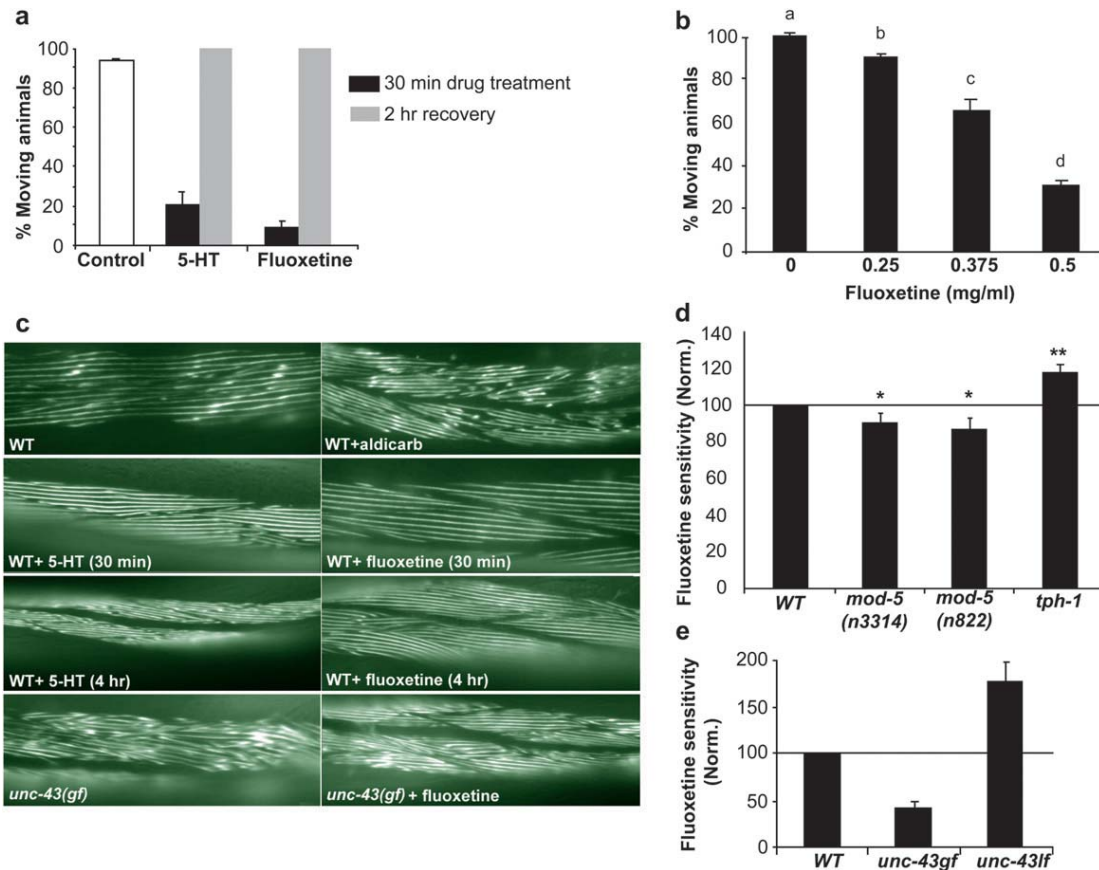 a
% Moving animals
100
80
60
40
20
0
Control
5-HT
Fluoxetine
30 min drug treatment
2 hr recovery
b
% Moving animals
100
80
60
40
20
0
a
b
c
d
0
0.25
0.375
0.5
Fluoxetine (mg/ml)
c
WT
WT+aldicarb
WT+ 5-HT (30 min)
WT+ fluoxetine (30 min)
WT+ 5-HT (4 hr)
WT+ fluoxetine (4 hr)
unc-43(gf)
unc-43(gf) + fluoxetine
d
Fluoxetine sensitivity (Norm.)
140
120
100
80
60
40
20
0
*
*
**
WT
mod-5
(n3314)
mod-5
(n822)
tph-1
e
Fluoxetine sensitivity
(Norm.)
200
150
100
50
0
WT
unc-43gf
unc-43lf